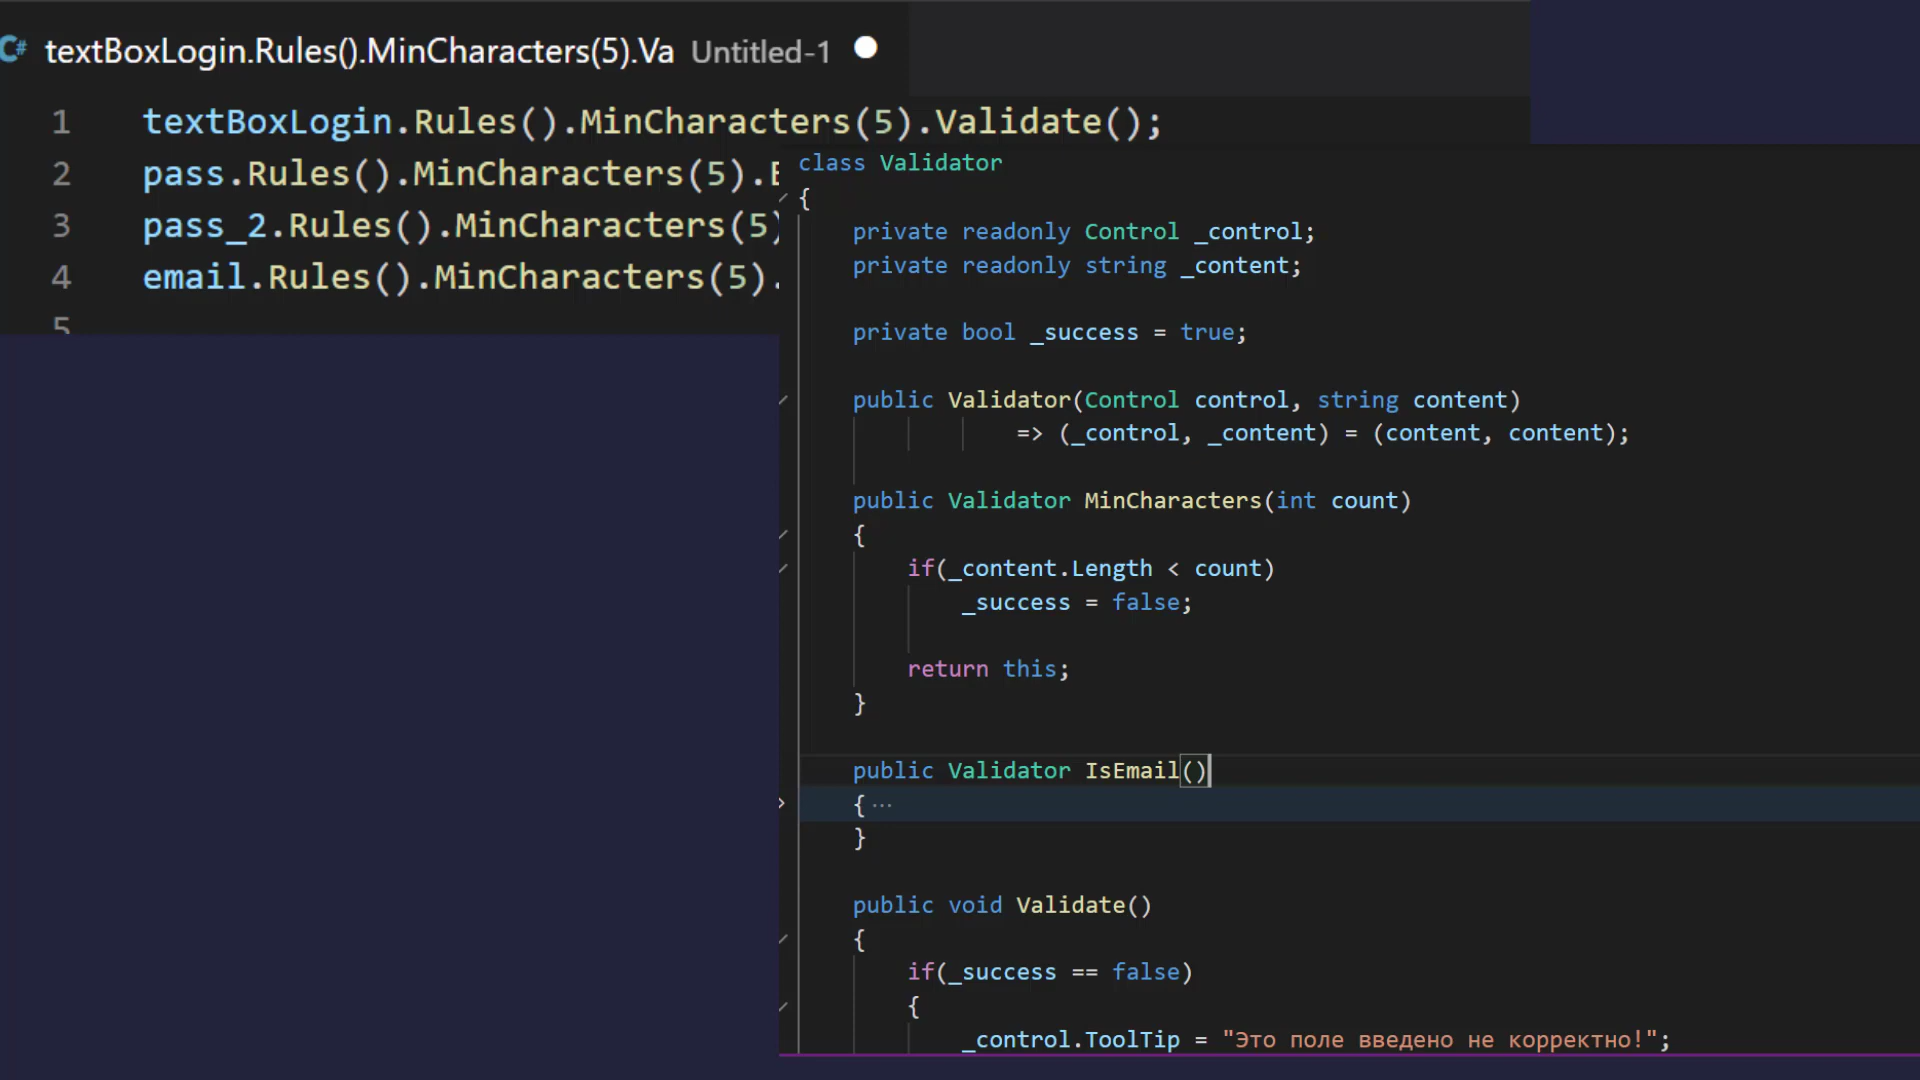 C# textBoxLogin.Rules().MinCharacters(5).Va Untitled-1
1 textBoxLogin.Rules().MinCharacters(5).Validate();
2 pass.Rules().MinCharacters(5).E
3 pass_2.Rules().MinCharacters(5)
4 email.Rules().MinCharacters(5).
5
class Validator
{
private readonly Control _control;
private readonly string _content;
private bool _success = true;
public Validator(Control control, string content)
=> (_control, _content) = (content, content);
public Validator MinCharacters(int count)
{
if(_content.Length < count)
_success = false;
return this;
}
public Validator IsEmail()
{ ...
}
public void Validate()
{
if(_success == false)
{
_control.ToolTip = "Это поле введено не корректно!";